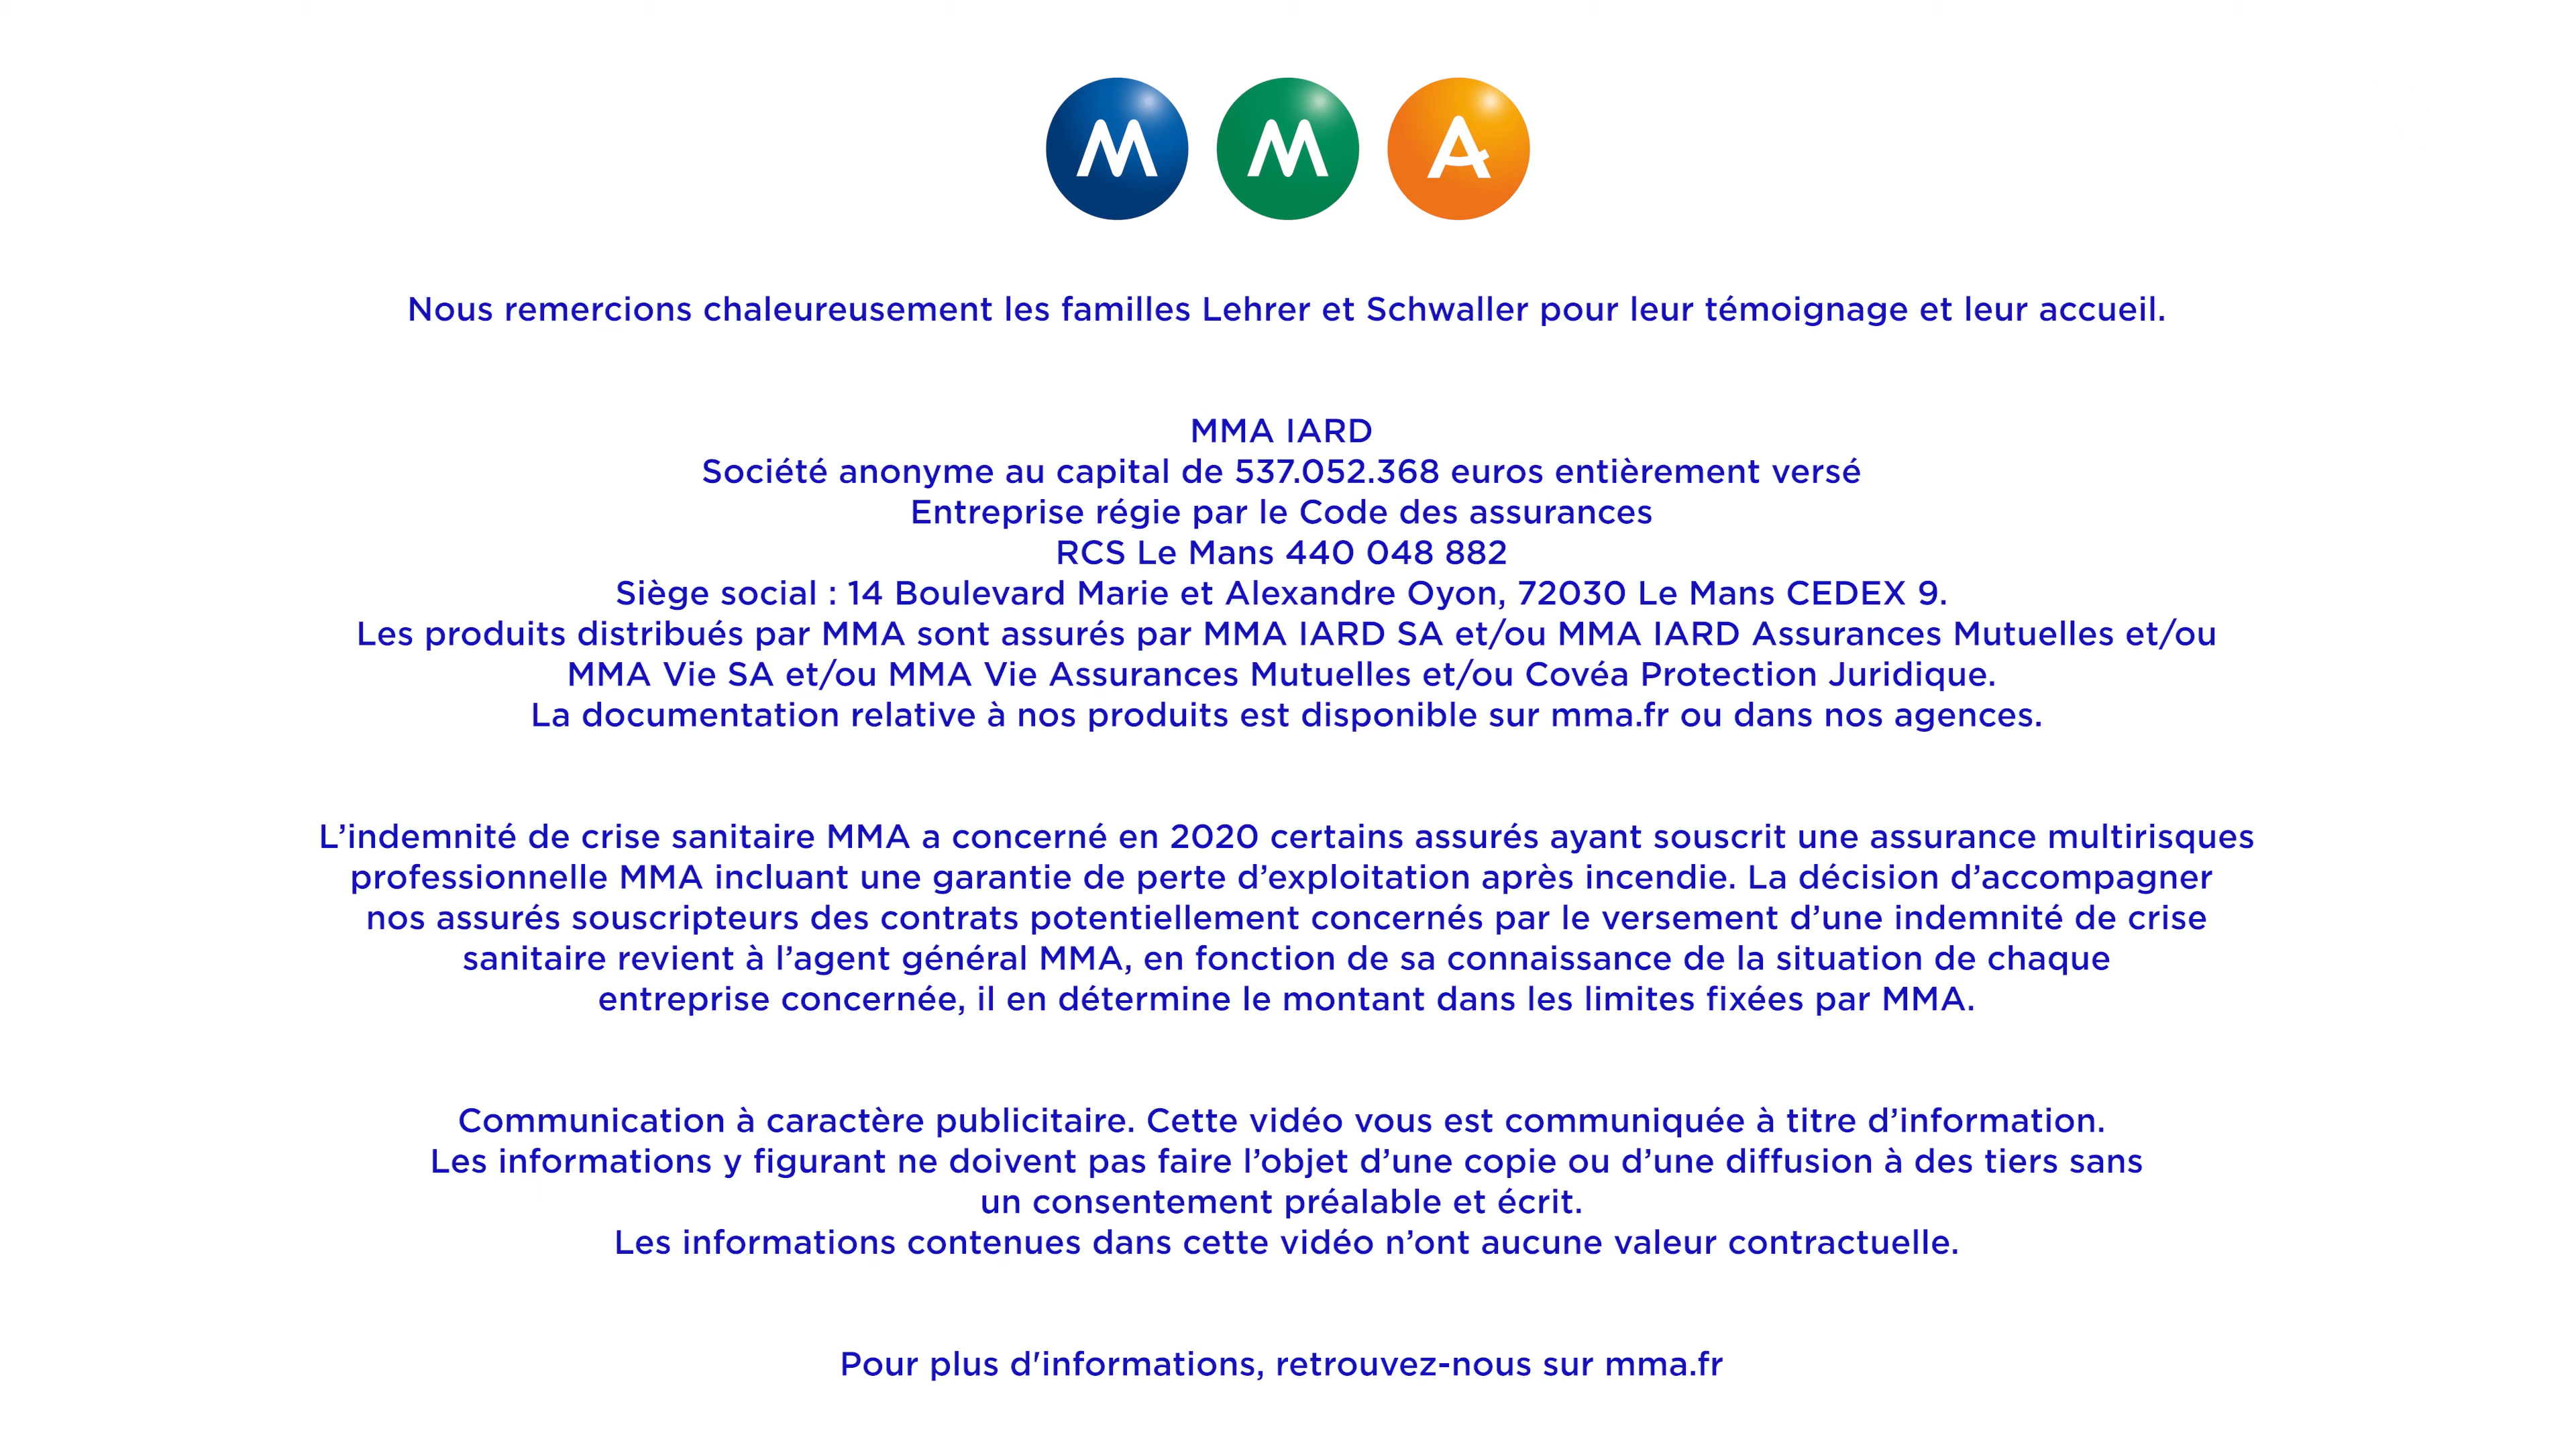 MMA
Nous remercions chaleureusement les familles Lehrer et Schwaller pour leur témoignage et leur accueil.
MMA IARD
Société anonyme au capital de 537.052.368 euros entièrement versé
Entreprise régie par le Code des assurances
RCS Le Mans 440 048 882
Siège social : 14 Boulevard Marie et Alexandre Oyon, 72030 Le Mans CEDEX 9.
Les produits distribués par MMA sont assurés par MMA IARD SA et/ou MMA IARD Assurances Mutuelles et/ou
MMA Vie SA et/ou MMA Vie Assurances Mutuelles et/ou Covéa Protection Juridique.
La documentation relative à nos produits est disponible sur mma.fr ou dans nos agences.
L’indemnité de crise sanitaire MMA a concerné en 2020 certains assurés ayant souscrit une assurance multirisques
professionnelle MMA incluant une garantie de perte d’exploitation après incendie. La décision d’accompagner
nos assurés souscripteurs des contrats potentiellement concernés par le versement d’une indemnité de crise
sanitaire revient à l’agent général MMA, en fonction de sa connaissance de la situation de chaque
entreprise concernée, il en détermine le montant dans les limites fixées par MMA.
Communication à caractère publicitaire. Cette vidéo vous est communiquée à titre d’information.
Les informations y figurant ne doivent pas faire l’objet d’une copie ou d’une diffusion à des tiers sans
un consentement préalable et écrit.
Les informations contenues dans cette vidéo n’ont aucune valeur contractuelle.
Pour plus d'informations, retrouvez-nous sur mma.fr